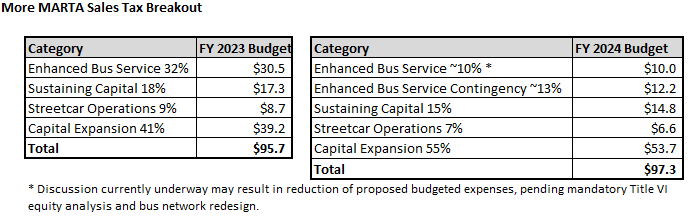 More MARTA Sales Tax Breakout
Category FY 2023 Budget
Enhanced Bus Service 32% $30.5
Sustaining Capital 18% $17.3
Streetcar Operations 9% $8.7
Capital Expansion 41% $39.2
Total $95.7
Category FY 2024 Budget
Enhanced Bus Service ~10% * $10.0
Enhanced Bus Service Contingency ~13% $12.2
Sustaining Capital 15% $14.8
Streetcar Operations 7% $6.6
Capital Expansion 55% $53.7
Total $97.3
* Discussion currently underway may result in reduction of proposed budgeted expenses, pending mandatory Title VI
equity analysis and bus network redesign.